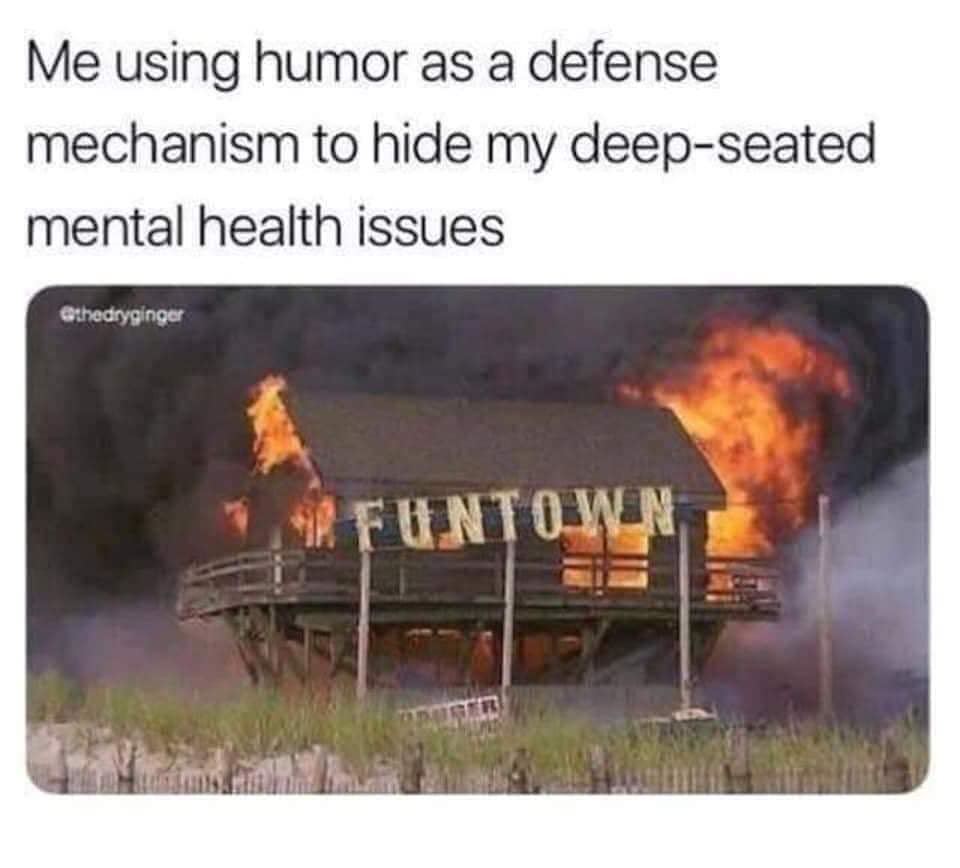 Me using humor as a defense
mechanism to hide my deep-seated
mental health issues
@thedryginger
FUNTOWN